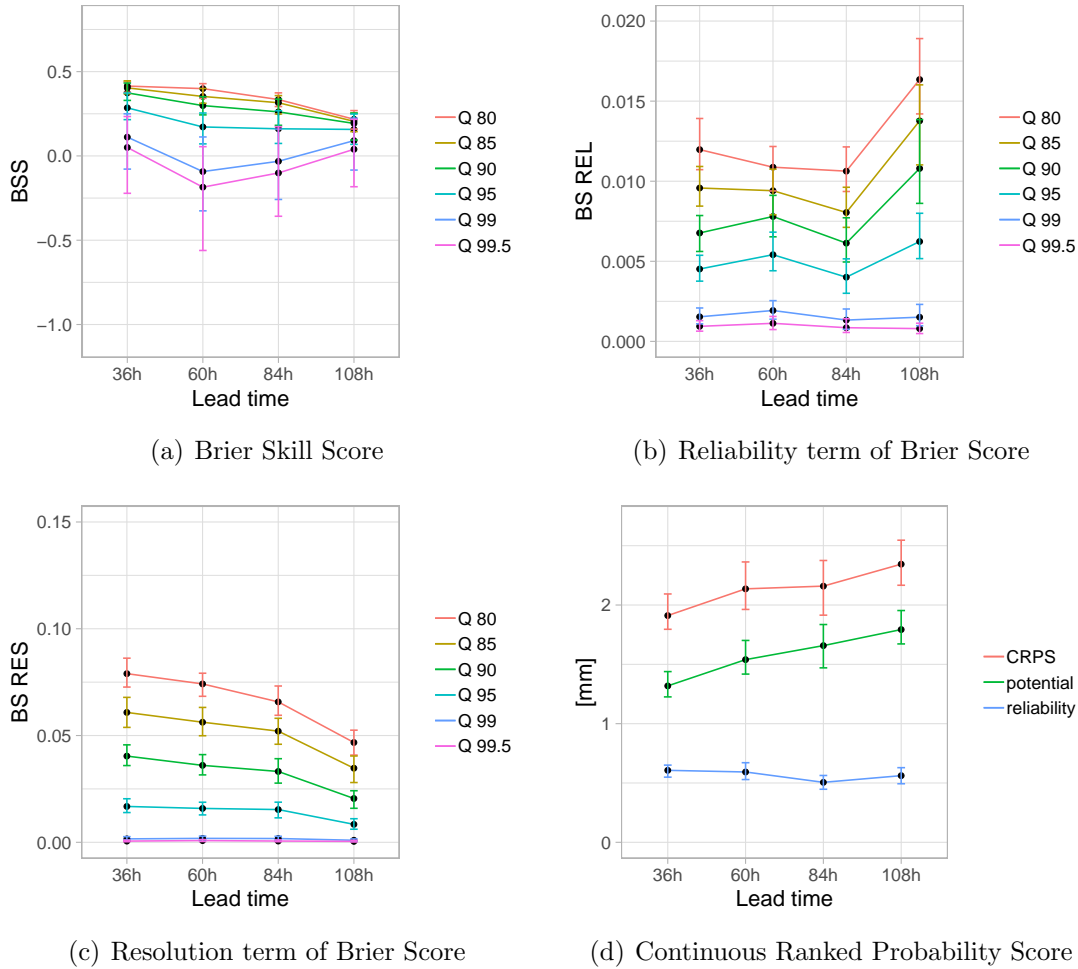 0.5
0.0
−0.5
−1.0
BSS
36h 60h 84h 108h
Lead time
Q 80
Q 85
Q 90
Q 95
Q 99
Q 99.5
(a) Brier Skill Score
0.020
0.015
0.010
0.005
0.000
BS REL
36h 60h 84h 108h
Lead time
Q 80
Q 85
Q 90
Q 95
Q 99
Q 99.5
(b) Reliability term of Brier Score
0.15
0.10
0.05
0.00
BS RES
36h 60h 84h 108h
Lead time
Q 80
Q 85
Q 90
Q 95
Q 99
Q 99.5
(c) Resolution term of Brier Score
2
1
0
[mm]
36h 60h 84h 108h
Lead time
CRPS
potential
reliability
(d) Continuous Ranked Probability Score